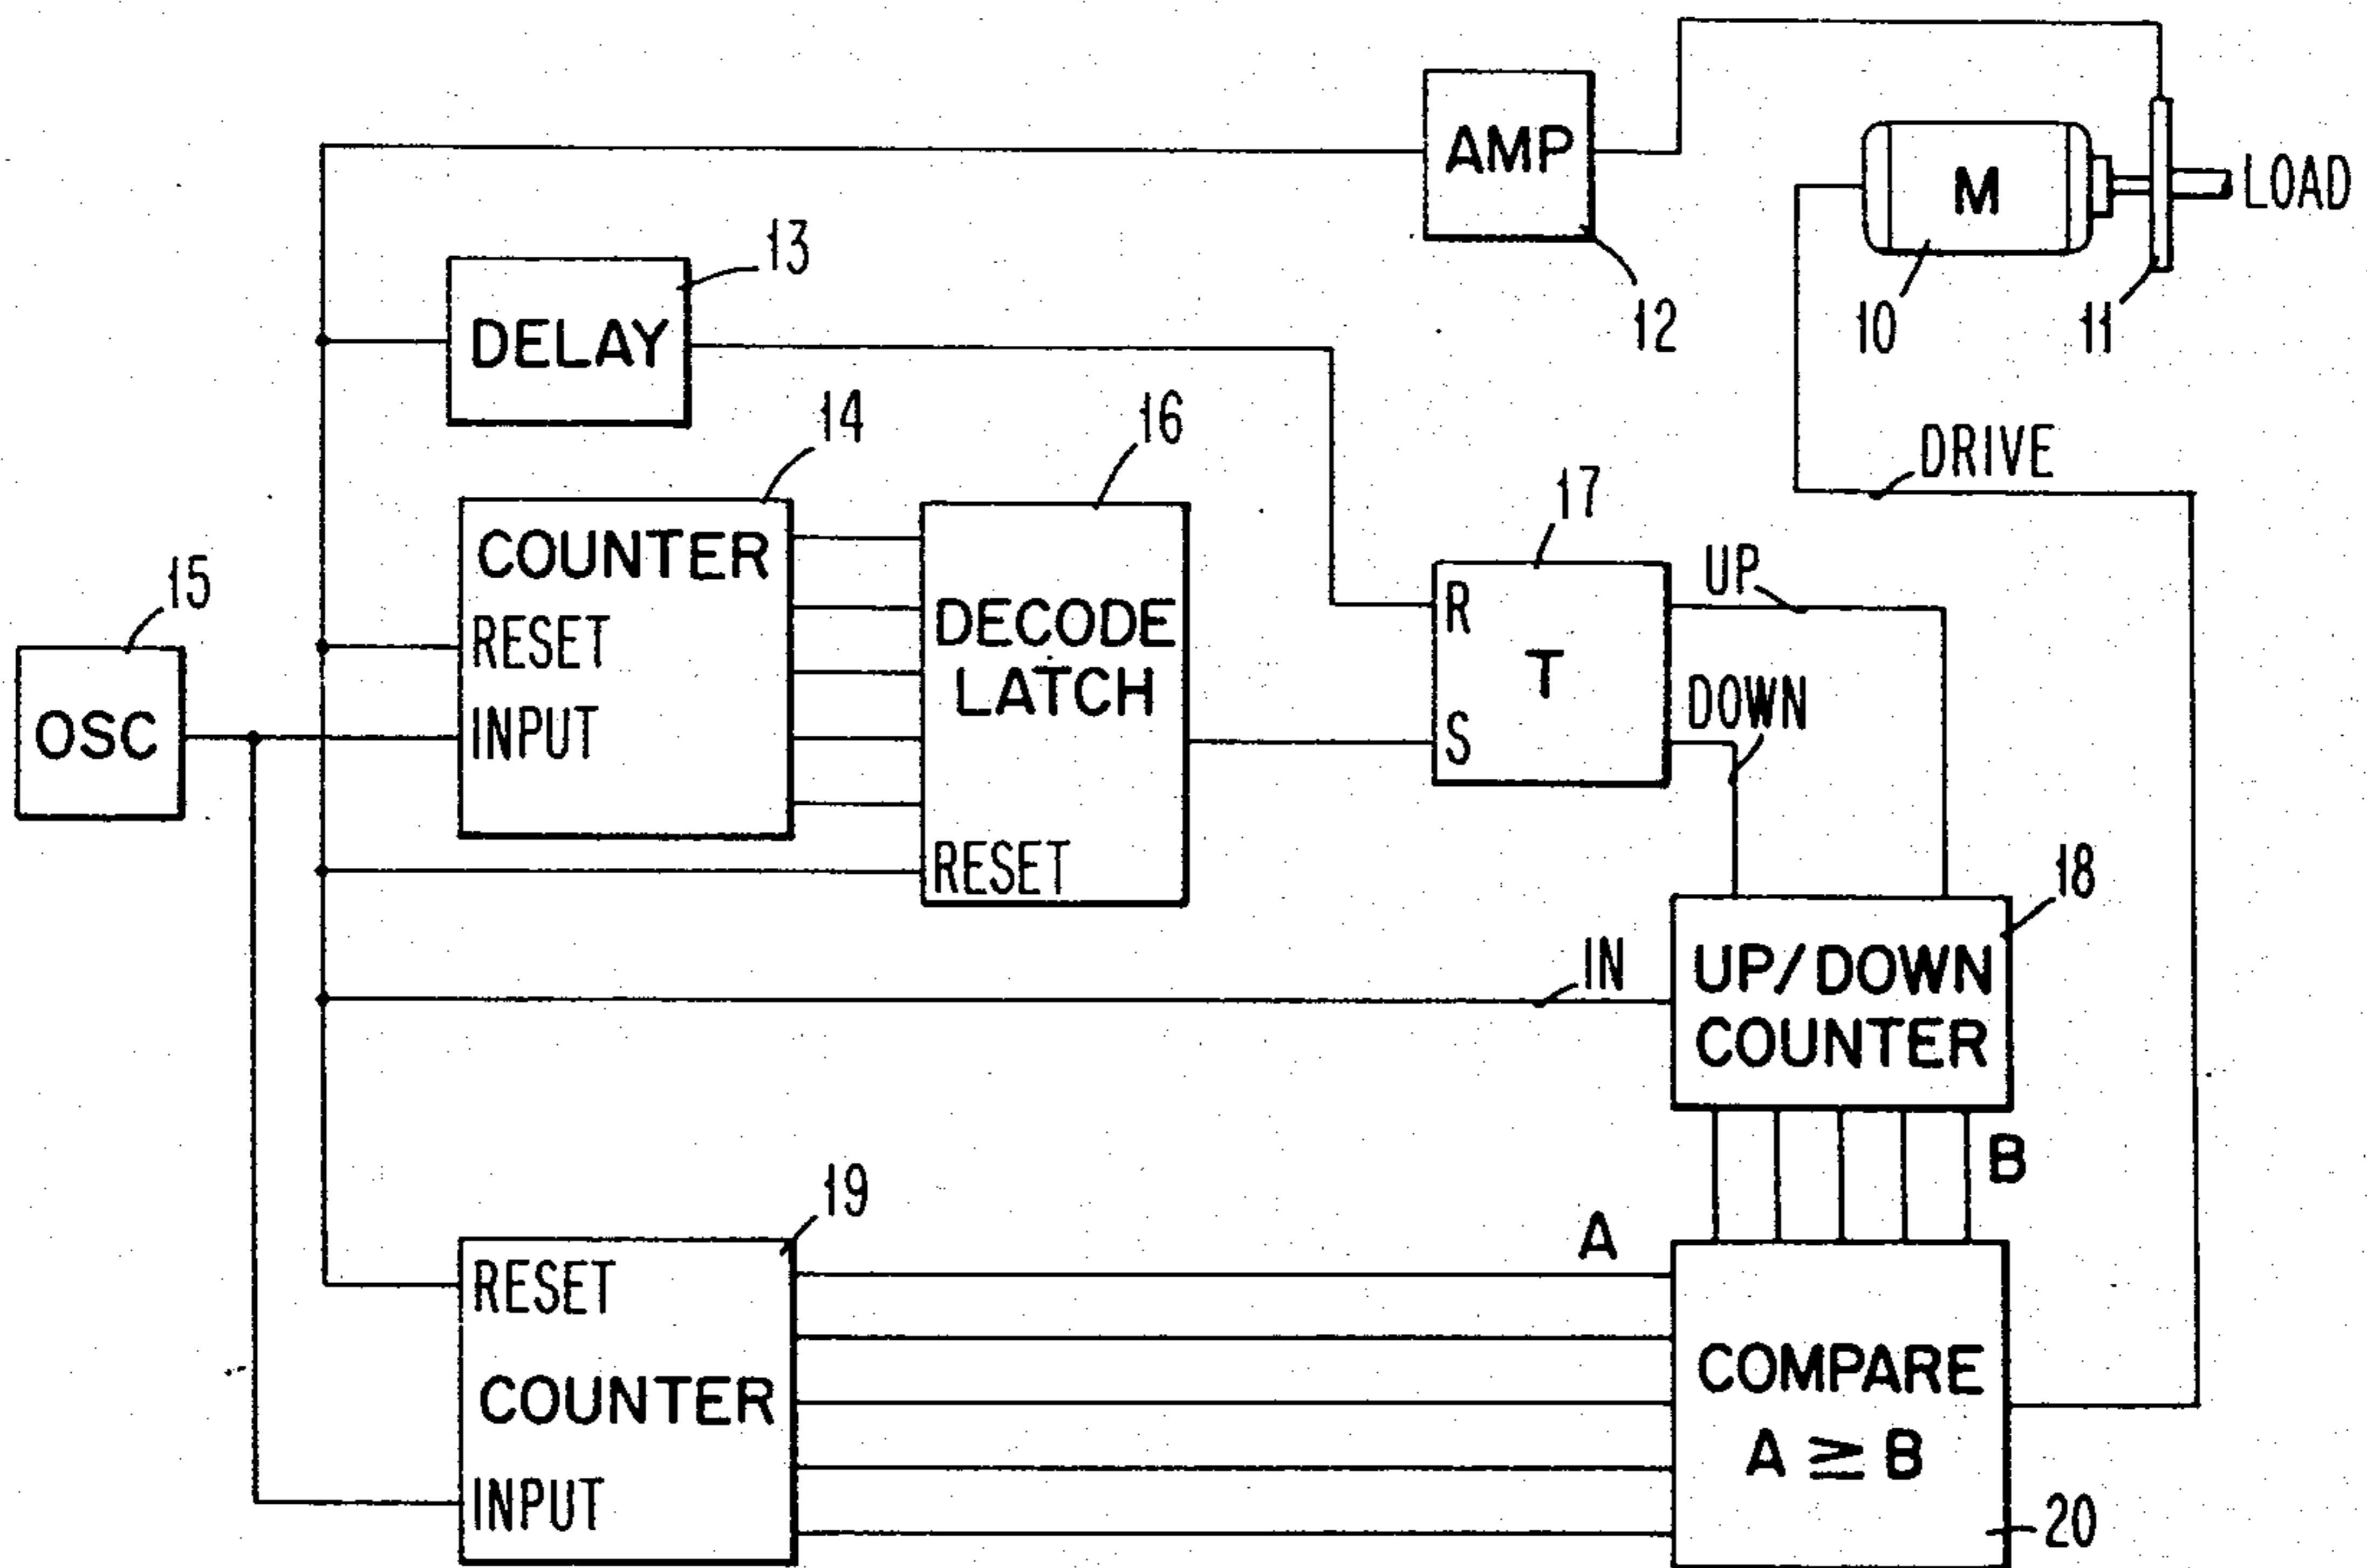 AMP
12
M
10
11
LOAD
DRIVE
13
DELAY
14
COUNTER
RESET
INPUT
15
OSC
16
DECODE
LATCH
RESET
17
R
T
S
UP
DOWN
18
IN
UP/DOWN
COUNTER
B
A
19
RESET
COUNTER
INPUT
COMPARE
A ≥ B
20